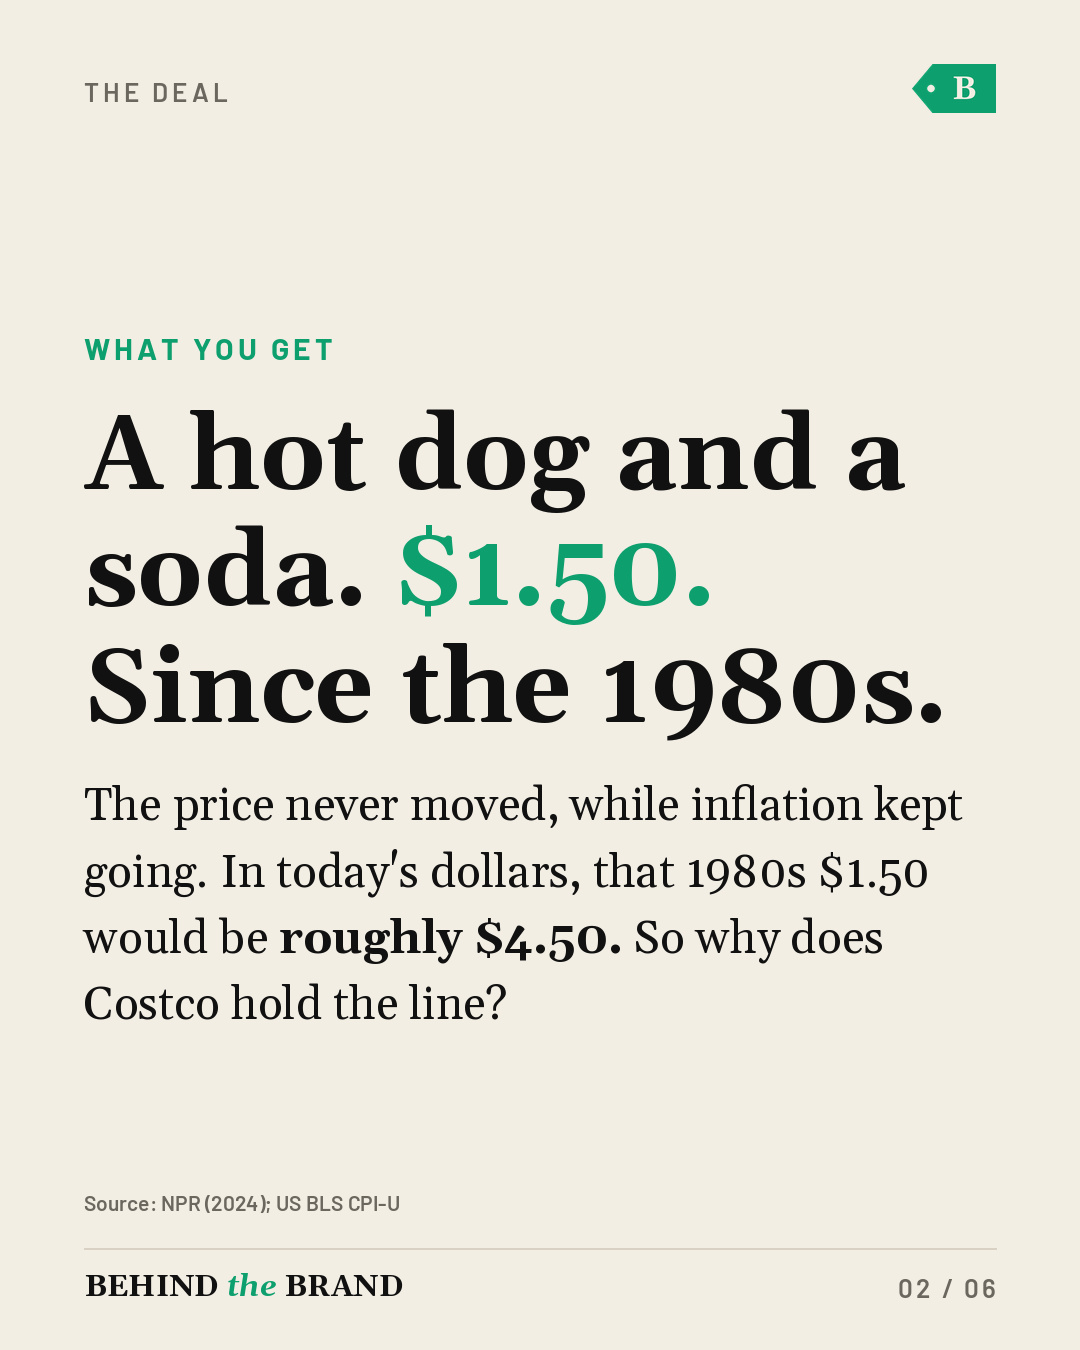 THE DEAL
B
WHAT YOU GET
A hot dog and a
soda. $1.50.
Since the 1980s.
The price never moved, while inflation kept
going. In today's dollars, that 1980s $1.50
would be roughly $4.50. So why does
Costco hold the line?
Source: NPR (2024); US BLS CPI-U
BEHIND the BRAND
02 / 06